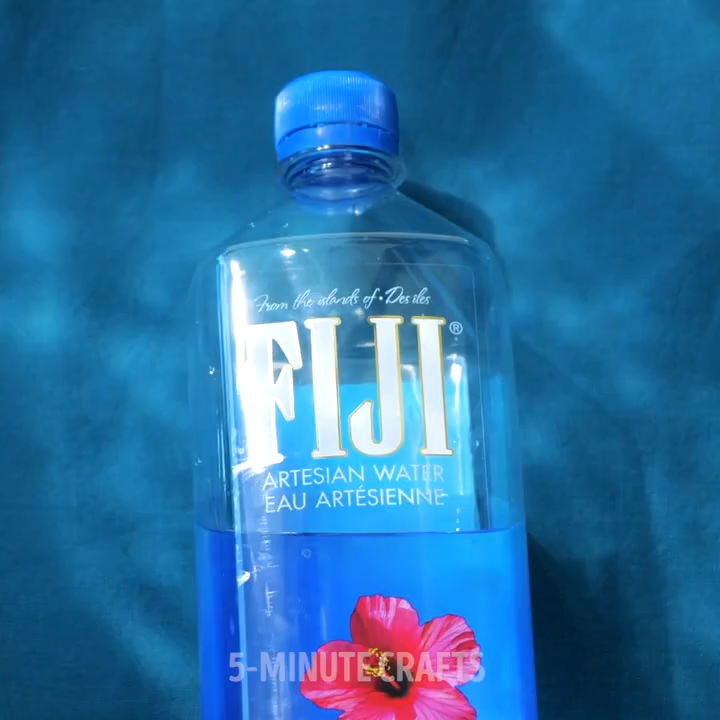 From the islands of • Des îles
FIJI®
ARTESIAN WATER
EAU ARTÉSIENNE
5-MINUTE CRAFTS